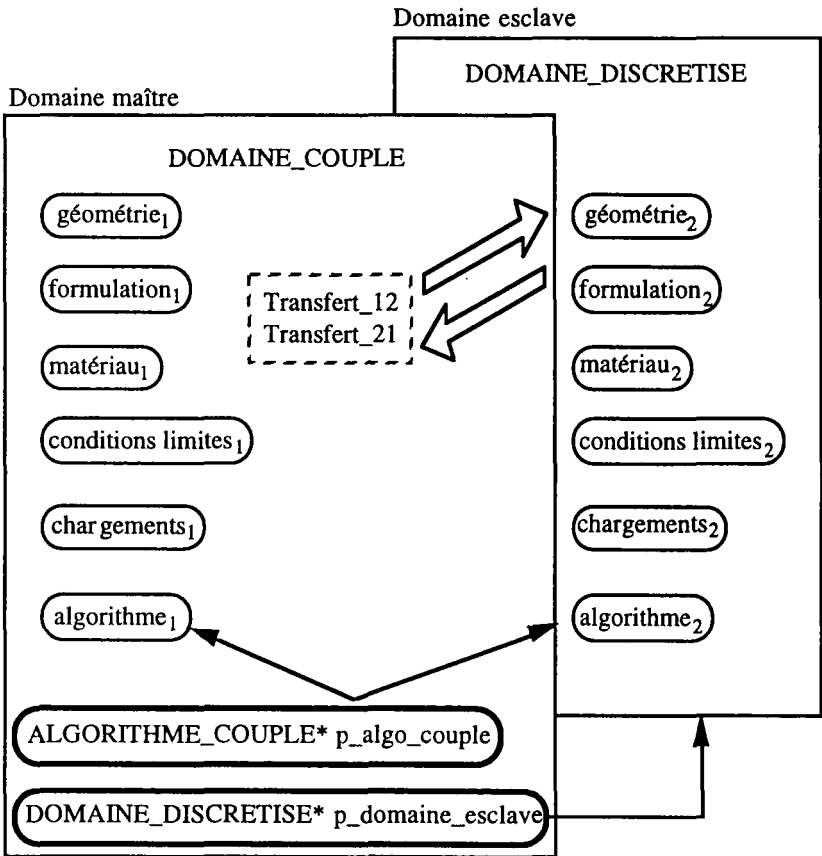 Domaine esclave
DOMAINE_DISCRETISE
Domaine maître
DOMAINE_COUPLE
géométrie1
formulation1
matériau1
conditions limites1
chargements1
algorithme1
Transfert_12
Transfert_21
géométrie2
formulation2
matériau2
conditions limites2
chargements2
algorithme2
ALGORITHME_COUPLE* p_algo_couple
DOMAINE_DISCRETISE* p_domaine_esclave